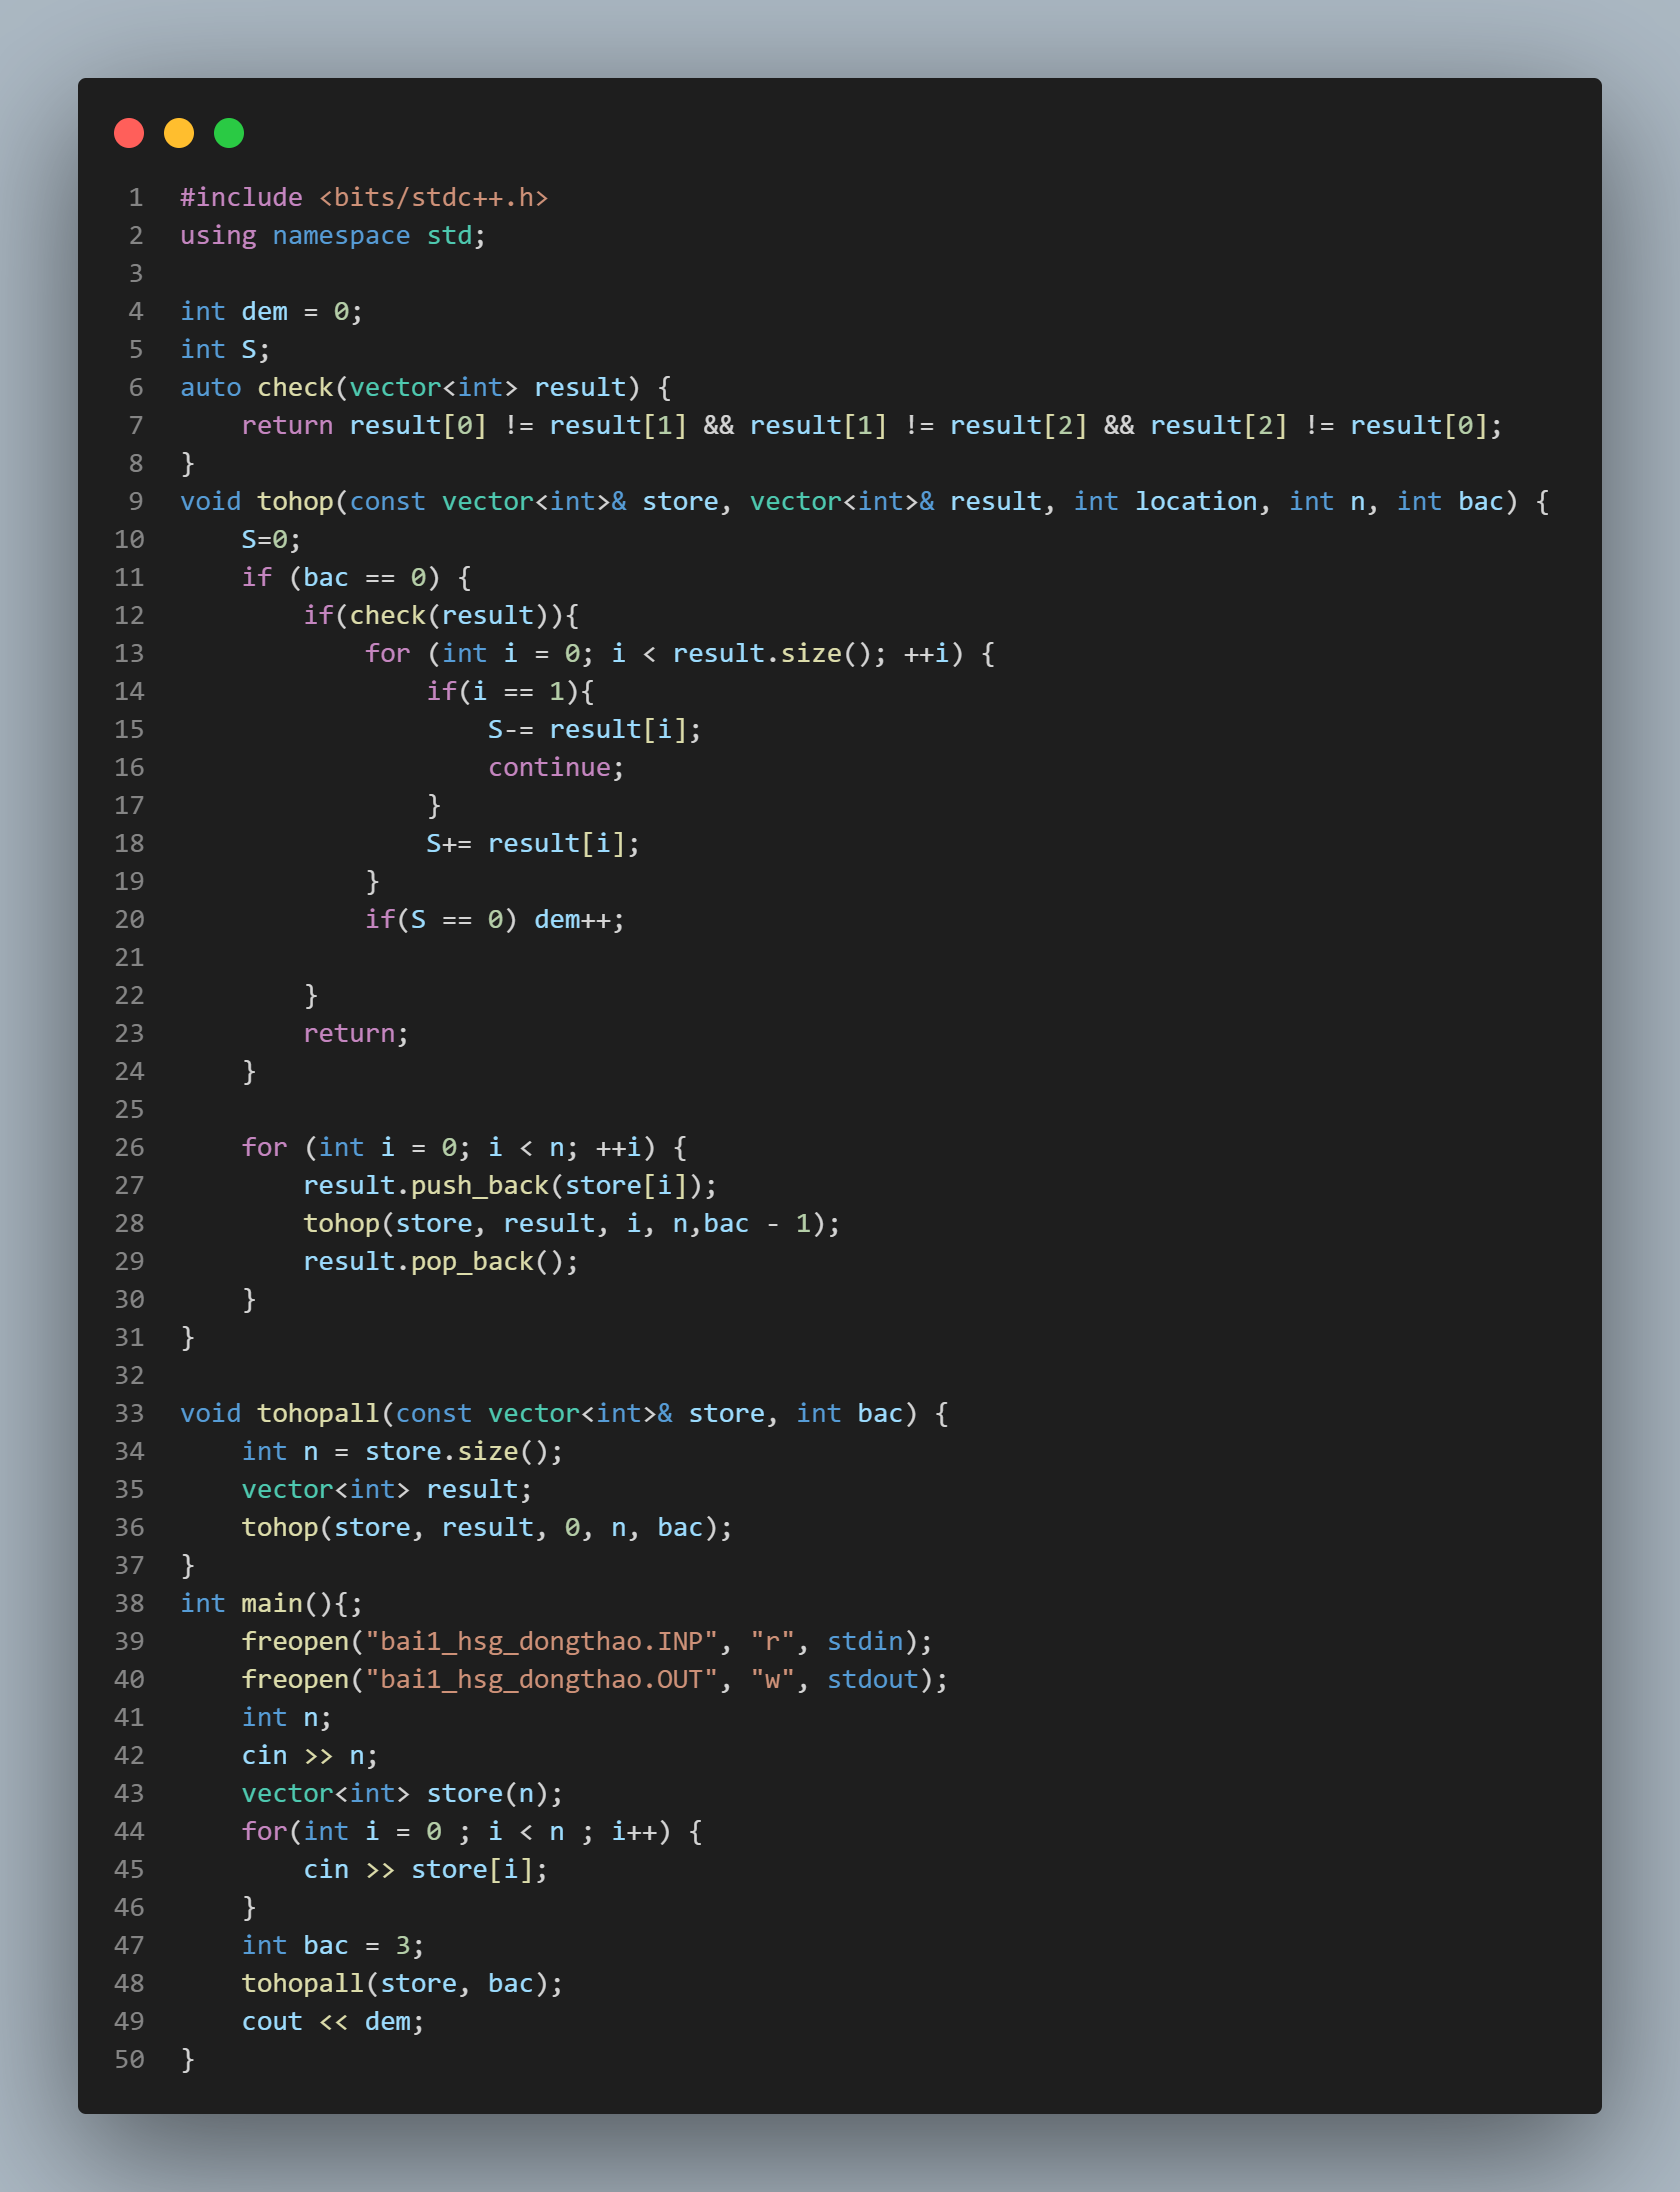 1 #include <bits/stdc++.h>
2 using namespace std;
3
4 int dem = 0;
5 int S;
6 auto check(vector<int> result) {
7     return result[0] != result[1] && result[1] != result[2] && result[2] != result[0];
8 }
9 void tohop(const vector<int>& store, vector<int>& result, int location, int n, int bac) {
10     S=0;
11     if (bac == 0) {
12         if(check(result)){
13             for (int i = 0; i < result.size(); ++i) {
14                 if(i == 1){
15                     S-= result[i];
16                     continue;
17                 }
18                 S+= result[i];
19             }
20             if(S == 0) dem++;
21
22         }
23         return;
24     }
25
26     for (int i = 0; i < n; ++i) {
27         result.push_back(store[i]);
28         tohop(store, result, i, n,bac - 1);
29         result.pop_back();
30     }
31 }
32
33 void tohopall(const vector<int>& store, int bac) {
34     int n = store.size();
35     vector<int> result;
36     tohop(store, result, 0, n, bac);
37 }
38 int main(){;
39     freopen("bai1_hsg_dongthao.INP", "r", stdin);
40     freopen("bai1_hsg_dongthao.OUT", "w", stdout);
41     int n;
42     cin >> n;
43     vector<int> store(n);
44     for(int i = 0 ; i < n ; i++) {
45         cin >> store[i];
46     }
47     int bac = 3;
48     tohopall(store, bac);
49     cout << dem;
50 }